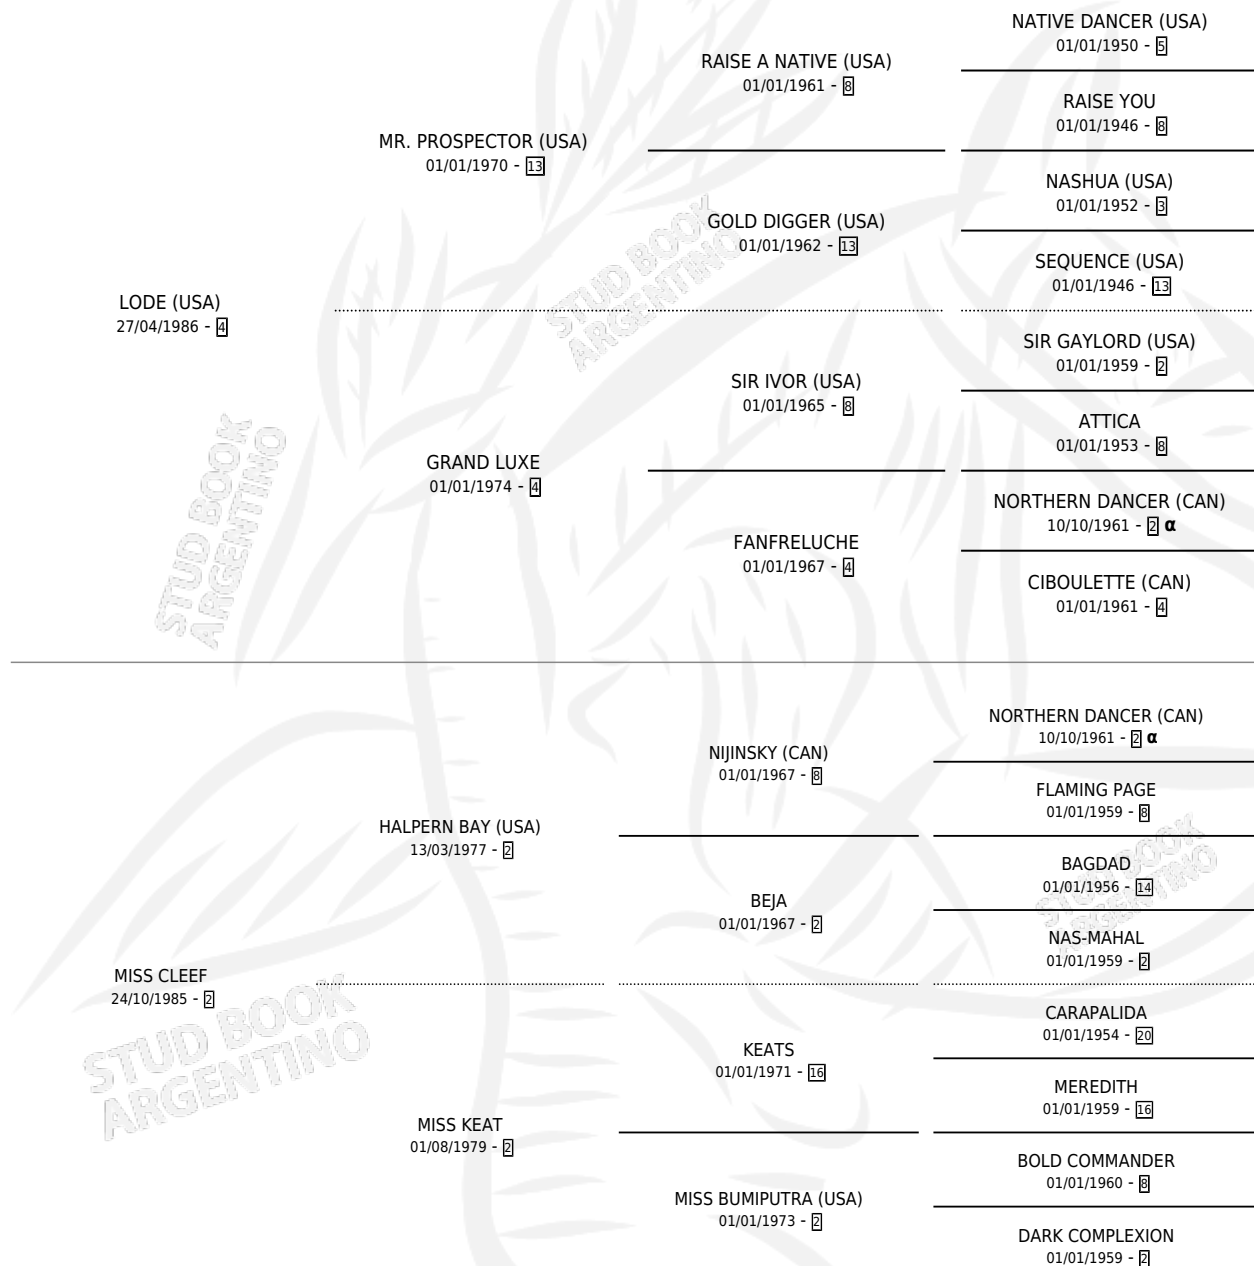 NATIVE DANCER (USA)
01/01/1950 - 5
RAISE A NATIVE (USA)
01/01/1961 - 8
RAISE YOU
01/01/1946 - 8
MR. PROSPECTOR (USA)
01/01/1970 - 13
NASHUA (USA)
01/01/1952 - 3
GOLD DIGGER (USA)
01/01/1962 - 13
SEQUENCE (USA)
01/01/1946 - 13
LODE (USA)
27/04/1986 - 4
STUD BOOK
ARGENTINO
SIR GAYLORD (USA)
01/01/1959 - 2
SIR IVOR (USA)
01/01/1965 - 8
ATTICA
01/01/1953 - 8
GRAND LUXE
01/01/1974 - 4
NORTHERN DANCER (CAN)
10/10/1961 - 2 α
FANFRELUCHE
01/01/1967 - 4
CIBOULETTE (CAN)
01/01/1961 - 4
STUD BOOK
ARGENTINO
NORTHERN DANCER (CAN)
10/10/1961 - 2 α
NIJINSKY (CAN)
01/01/1967 - 8
FLAMING PAGE
01/01/1959 - 8
HALPERN BAY (USA)
13/03/1977 - 2
BAGDAD
01/01/1956 - 14
STUD BOOK
ARGENTINO
BEJA
01/01/1967 - 2
NAS-MAHAL
01/01/1959 - 2
MISS CLEEF
24/10/1985 - 2
STUD BOOK
ARGENTINO
CARAPALIDA
01/01/1954 - 20
KEATS
01/01/1971 - 16
MEREDITH
01/01/1959 - 16
MISS KEAT
01/08/1979 - 2
BOLD COMMANDER
01/01/1960 - 8
MISS BUMIPUTRA (USA)
01/01/1973 - 2
DARK COMPLEXION
01/01/1959 - 2